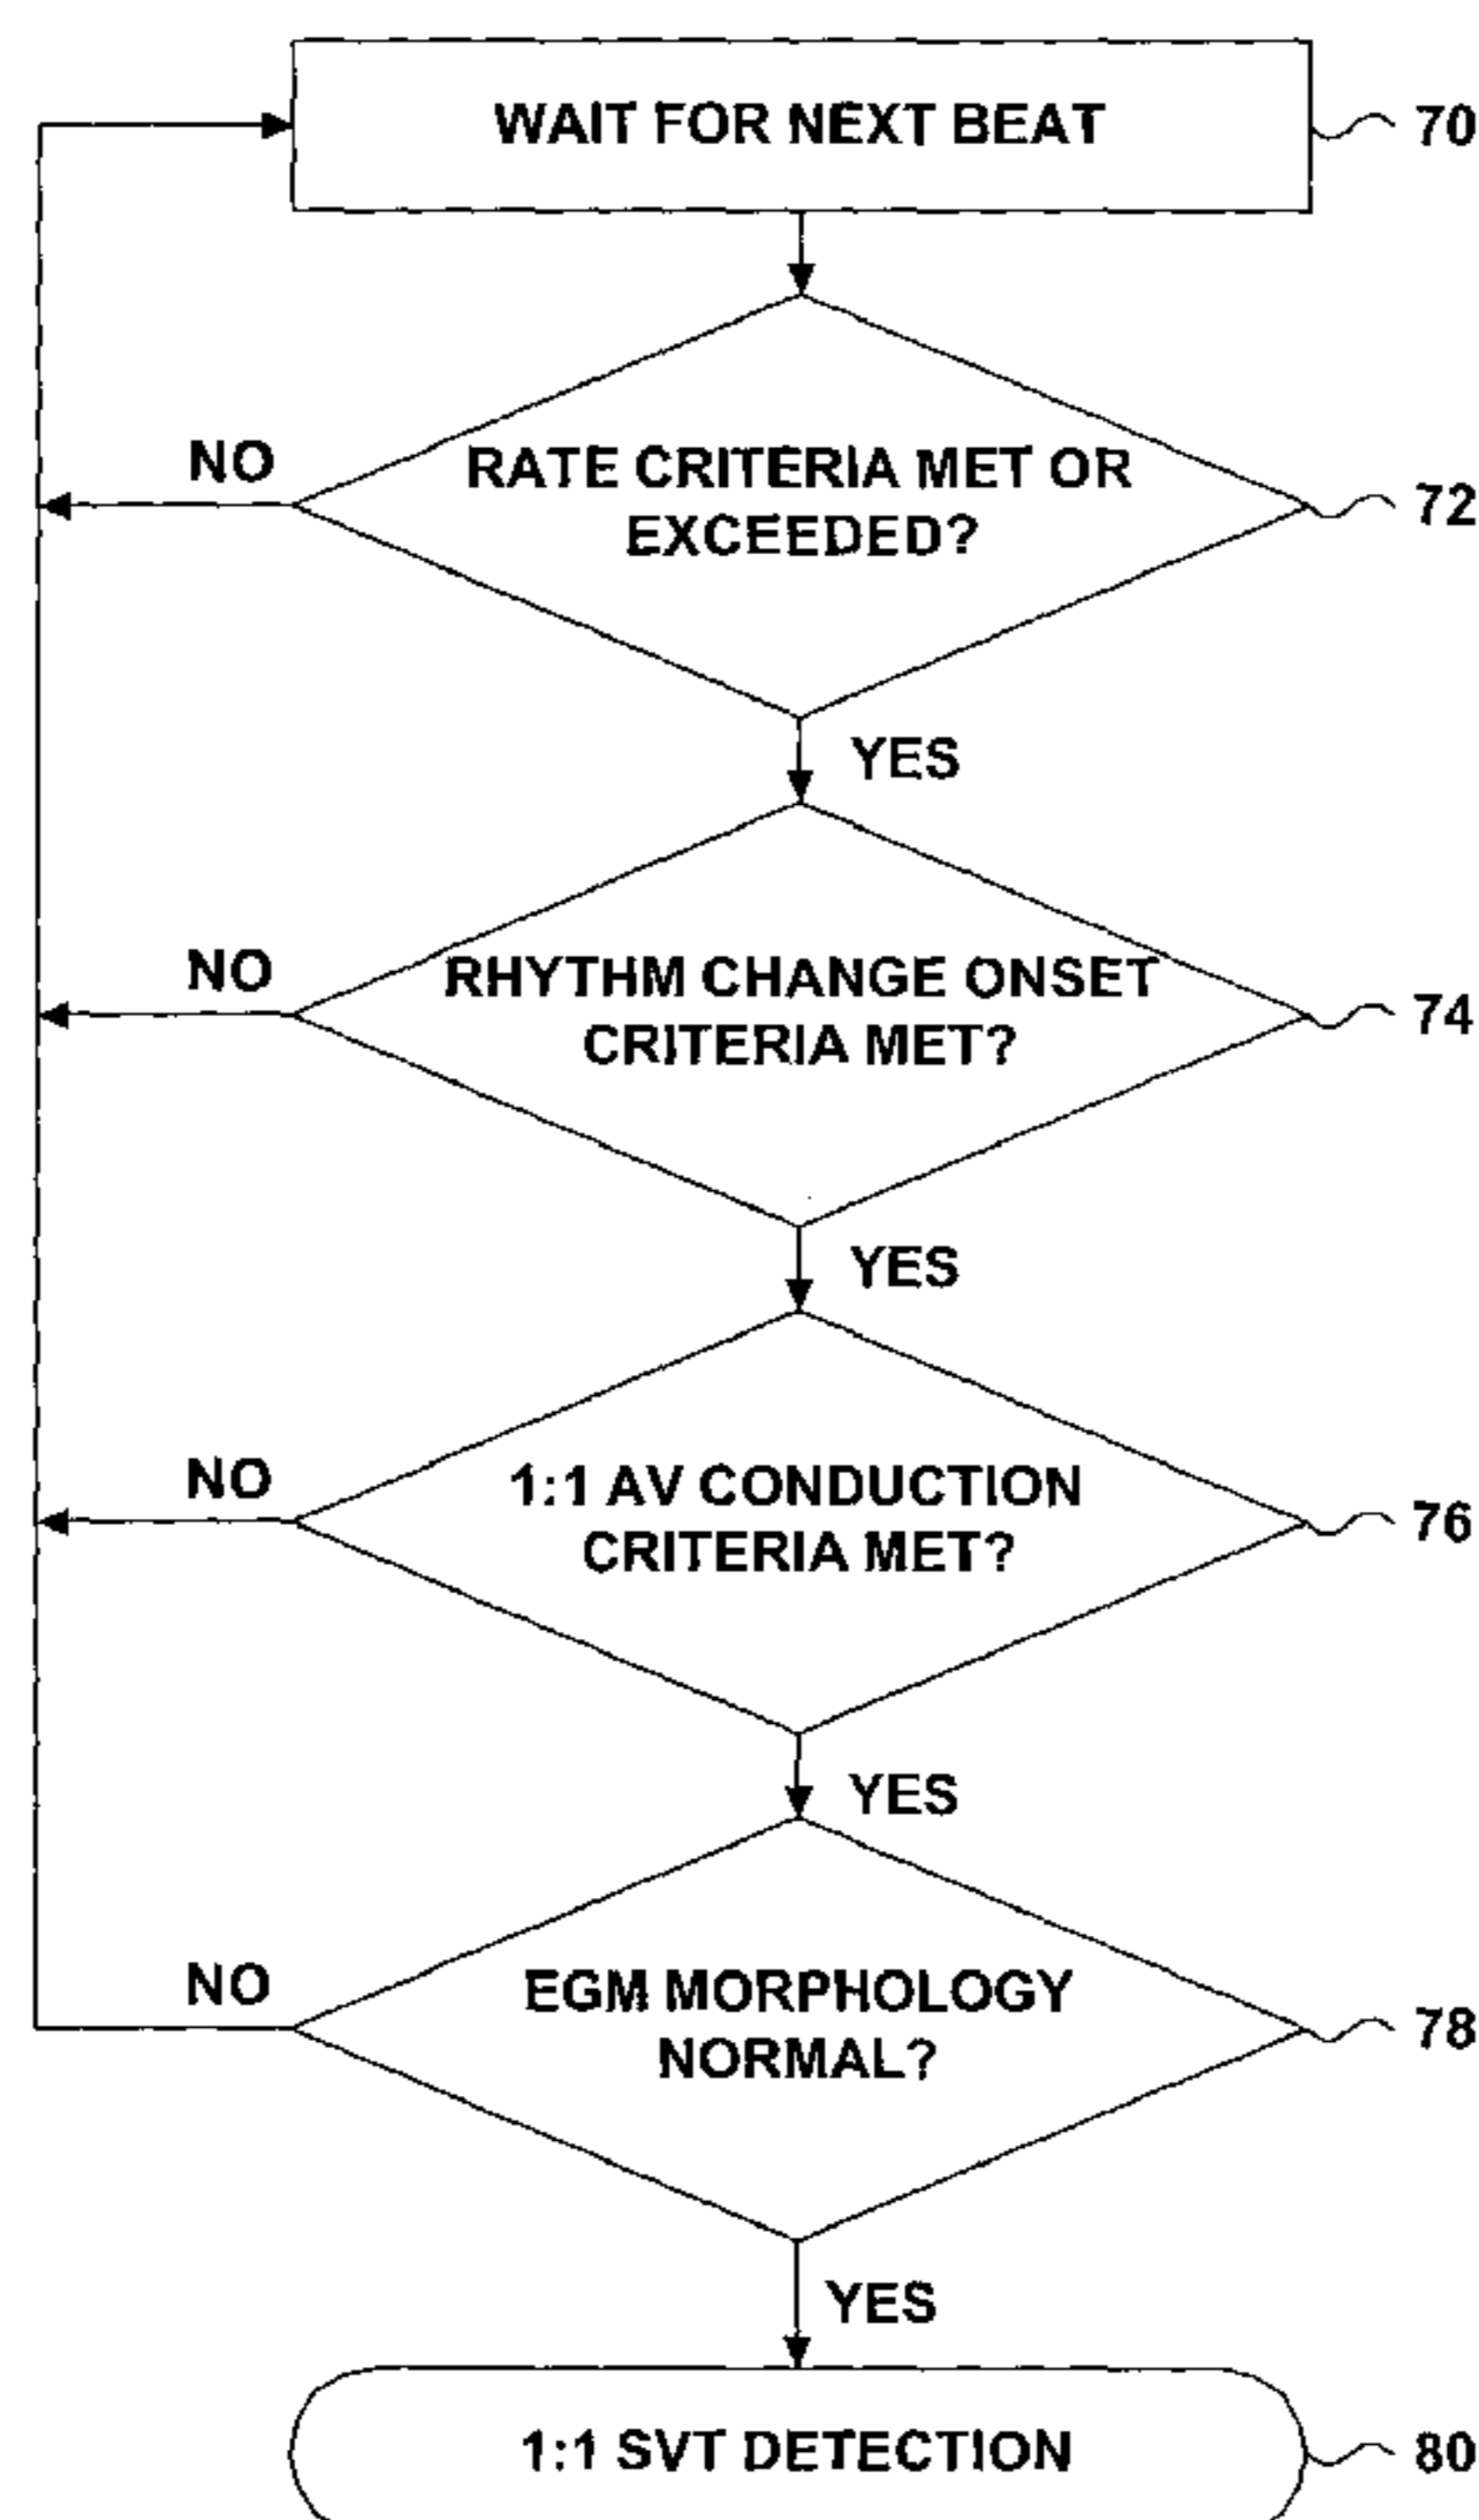 WAIT FOR NEXT BEAT
70
NO
RATE CRITERIA MET OR
EXCEEDED?
72
YES
NO
RHYTHM CHANGE ONSET
CRITERIA MET?
74
YES
NO
1:1 AV CONDUCTION
CRITERIA MET?
76
YES
NO
EGM MORPHOLOGY
NORMAL?
78
YES
1:1 SVT DETECTION
80